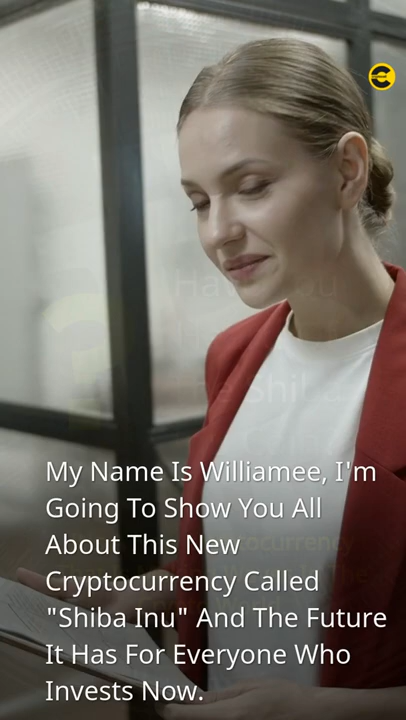 My Name Is Williamee, I'm
Going To Show You All
About This New
Cryptocurrency Called
"Shiba Inu" And The Future
It Has For Everyone Who
Invests Now.